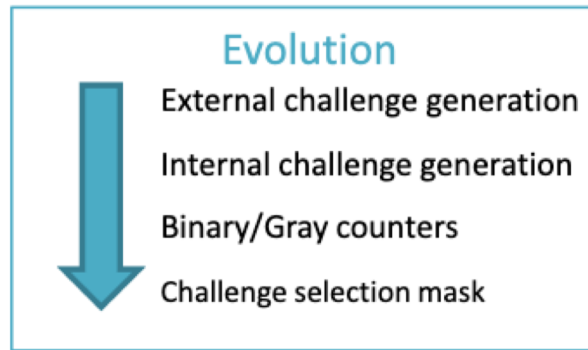 Evolution
External challenge generation
Internal challenge generation
Binary/Gray counters
Challenge selection mask